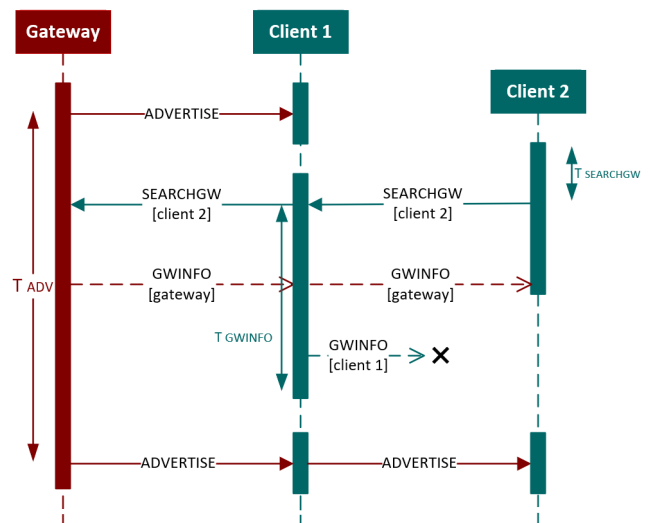 Gateway
Client 1
Client 2
ADVERTISE
T SEARCHGW
SEARCHGW
[client 2]
SEARCHGW
[client 2]
T ADV
GWINFO
[gateway]
GWINFO
[gateway]
T GWINFO
GWINFO
[client 1]
ADVERTISE
ADVERTISE